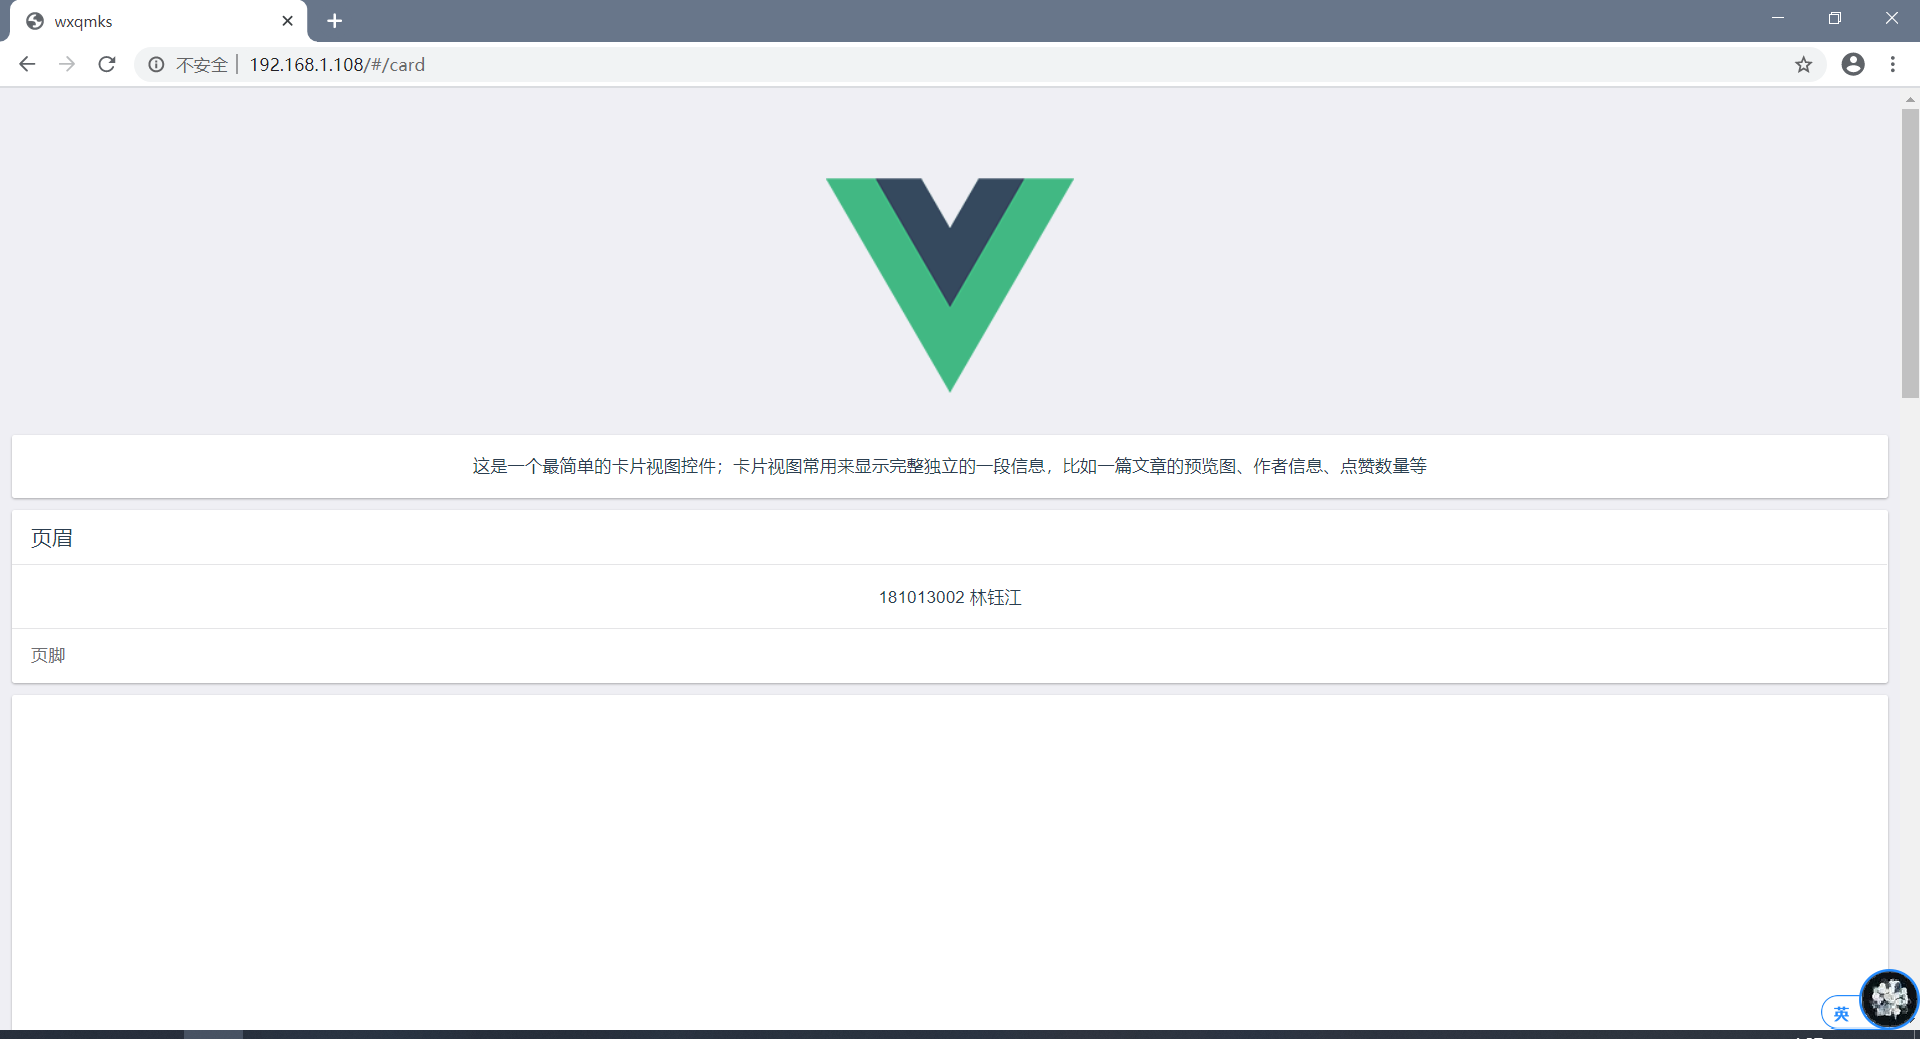 wxqmks
不安全 192.168.1.108/#/card
这是一个最简单的卡片视图控件；卡片视图常用来显示完整独立的一段信息，比如一篇文章的预览图、作者信息、点赞数量等
页眉
181013002 林钰江
页脚
英